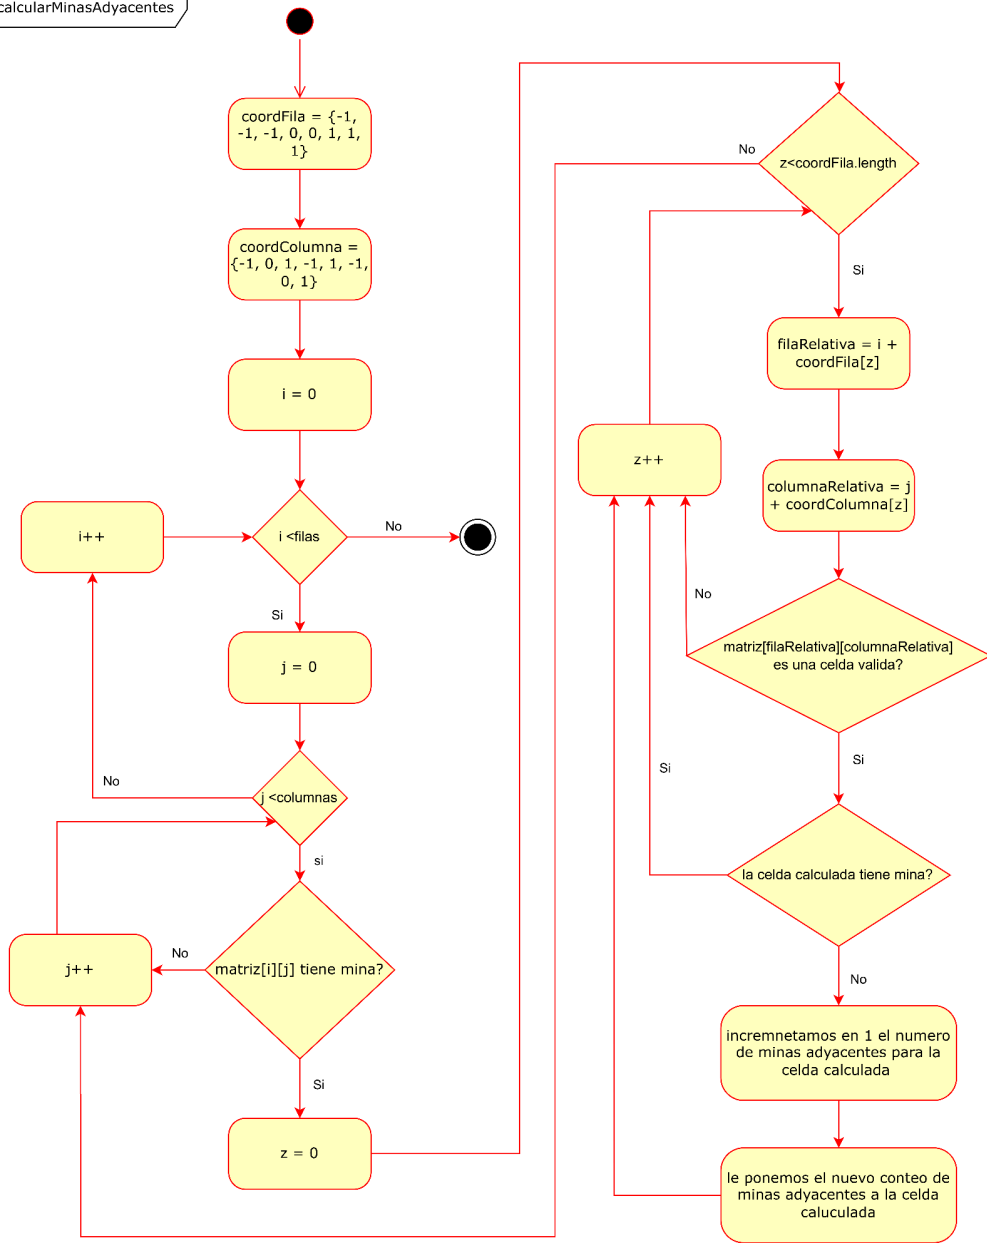 calcularMinasAdyacentes
coordFila = {-1,
-1, -1, 0, 0, 1, 1,
1}
coordColumna =
{-1, 0, 1, -1, 1, -1,
0, 1}
i = 0
i <filas
No
Si
i++
j = 0
j <columnas
No
si
matriz[i][j] tiene mina?
No
j++
Si
z = 0
z<coordFila.length
No
Si
filaRelativa = i +
coordFila[z]
z++
columnaRelativa = j
+ coordColumna[z]
matriz[filaRelativa][columnaRelativa]
es una celda valida?
No
Si
la celda calculada tiene mina?
Si
No
incremnetamos en 1 el numero
de minas adyacentes para la
celda calculada
le ponemos el nuevo conteo de
minas adyacentes a la celda
caluculada